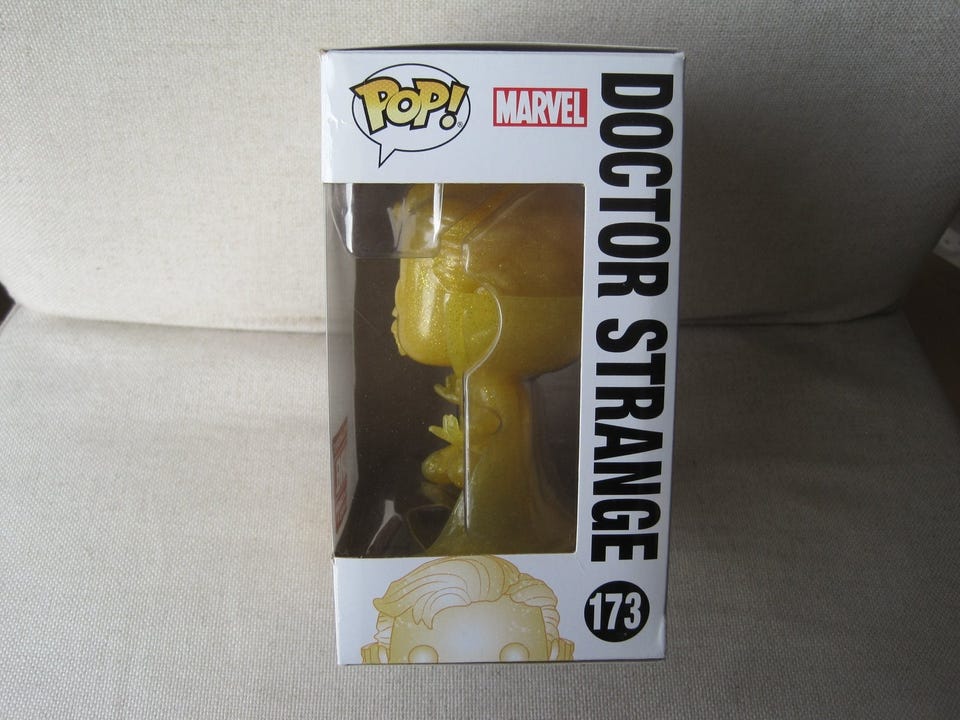 POP!
MARVEL
DOCTOR STRANGE
173